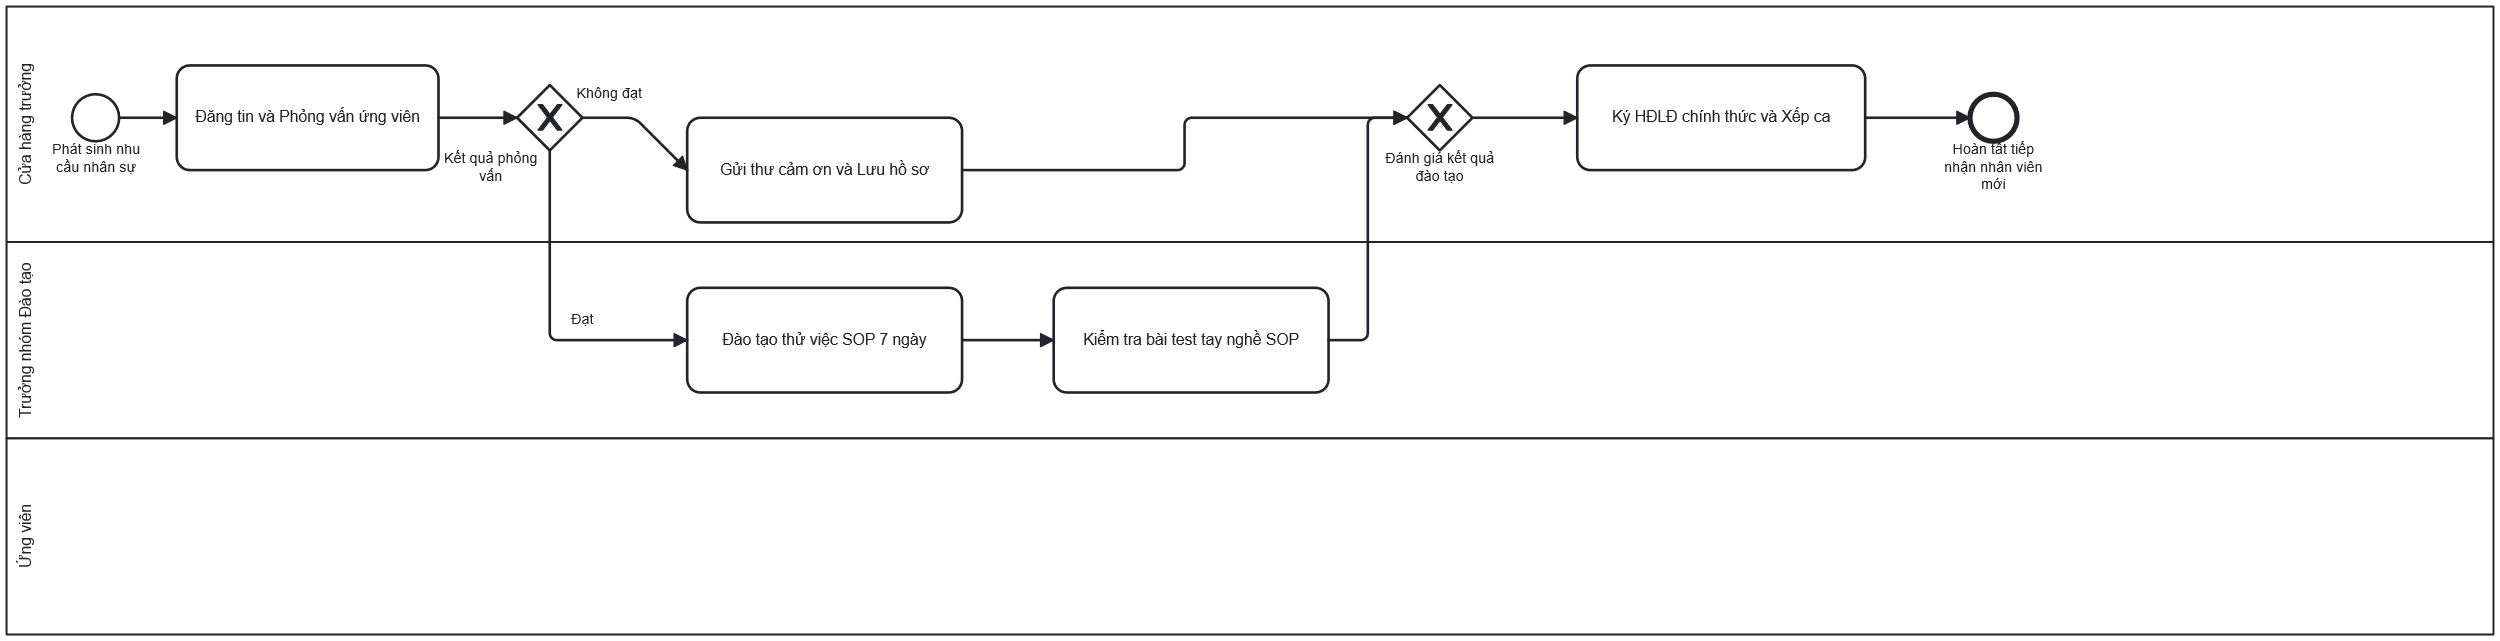 Cửa hàng trưởng
Phát sinh nhu
cầu nhân sự
Đăng tin và Phỏng vấn ứng viên
Kết quả phỏng
vấn
Không đạt
Gửi thư cảm ơn và Lưu hồ sơ
Đánh giá kết quả
đào tạo
Ký HĐLĐ chính thức và Xếp ca
Hoàn tất tiếp
nhận nhân viên
mới
Trưởng nhóm Đào tạo
Đạt
Đào tạo thử việc SOP 7 ngày
Kiểm tra bài test tay nghề SOP
Ứng viên